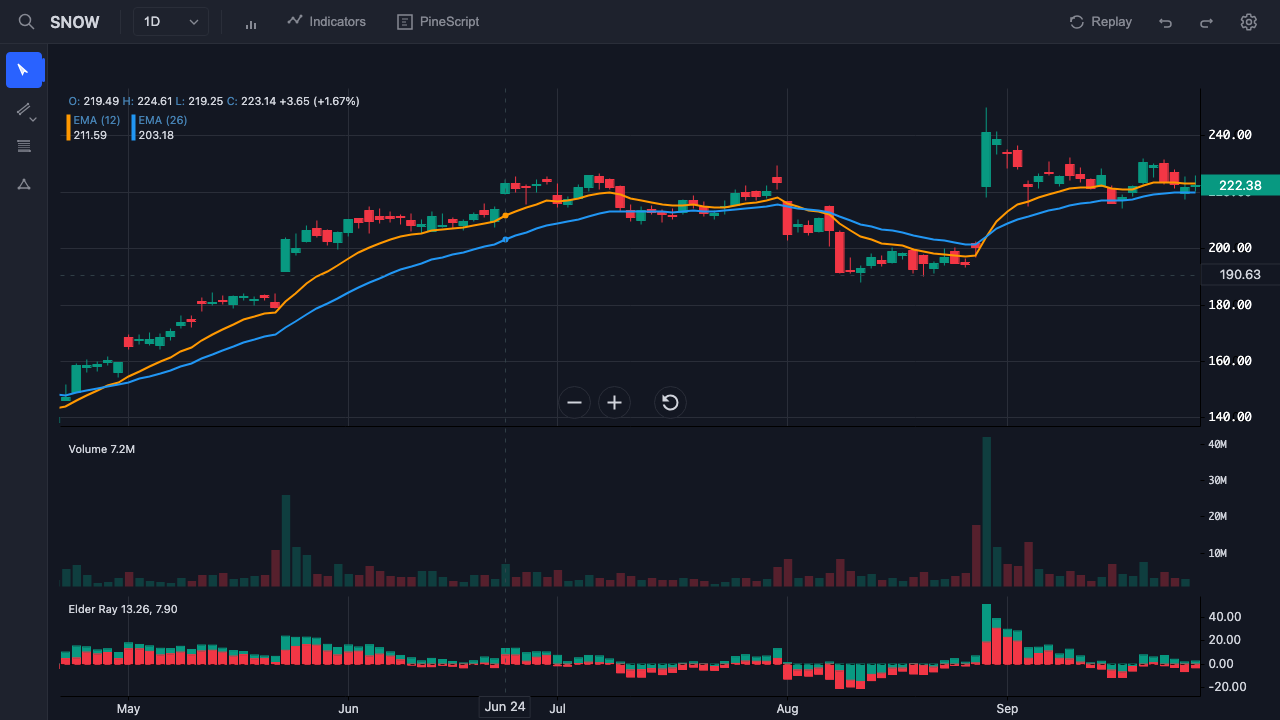 SNOW 1D Indicators PineScript Replay
O: 219.49 H: 224.61 L: 219.25 C: 223.14 +3.65 (+1.67%)
EMA (12) EMA (26)
211.59 203.18
240.00
222.38
200.00
190.63
180.00
160.00
140.00
Volume 7.2M
40M
30M
20M
10M
Elder Ray 13.26, 7.90
40.00
20.00
0.00
−20.00
May Jun Jun 24 Jul Aug Sep